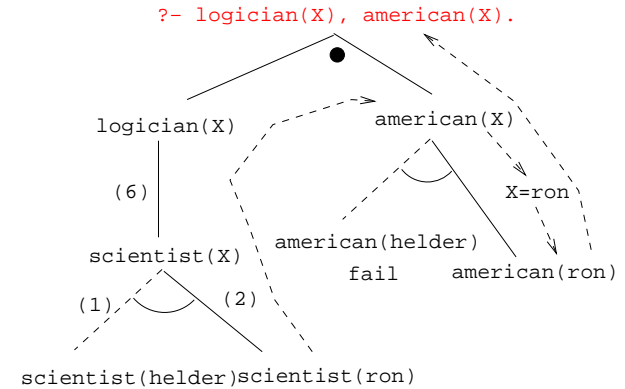 ?- logician(X), american(X).
logician(X)
american(X)
(6)
X=ron
scientist(X)
american(helder)
fail
american(ron)
(1)
(2)
scientist(helder)
scientist(ron)